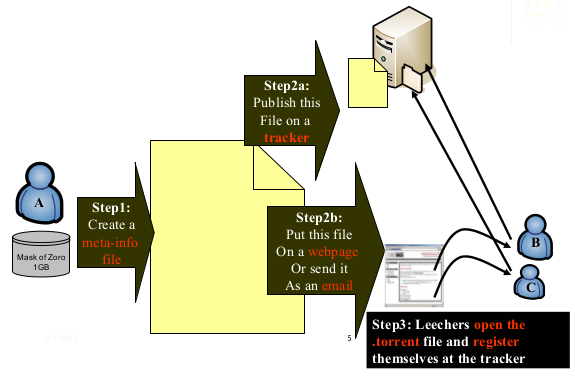 Step2a:
Publish this
File on a
tracker
A
Step1:
Create a
meta-info
file
Mask of Zoro
1GB
Step2b:
Put this file
On a webpage
Or send it
As an email
B
C
5
Step3: Leechers open the
.torrent file and register
themselves at the tracker